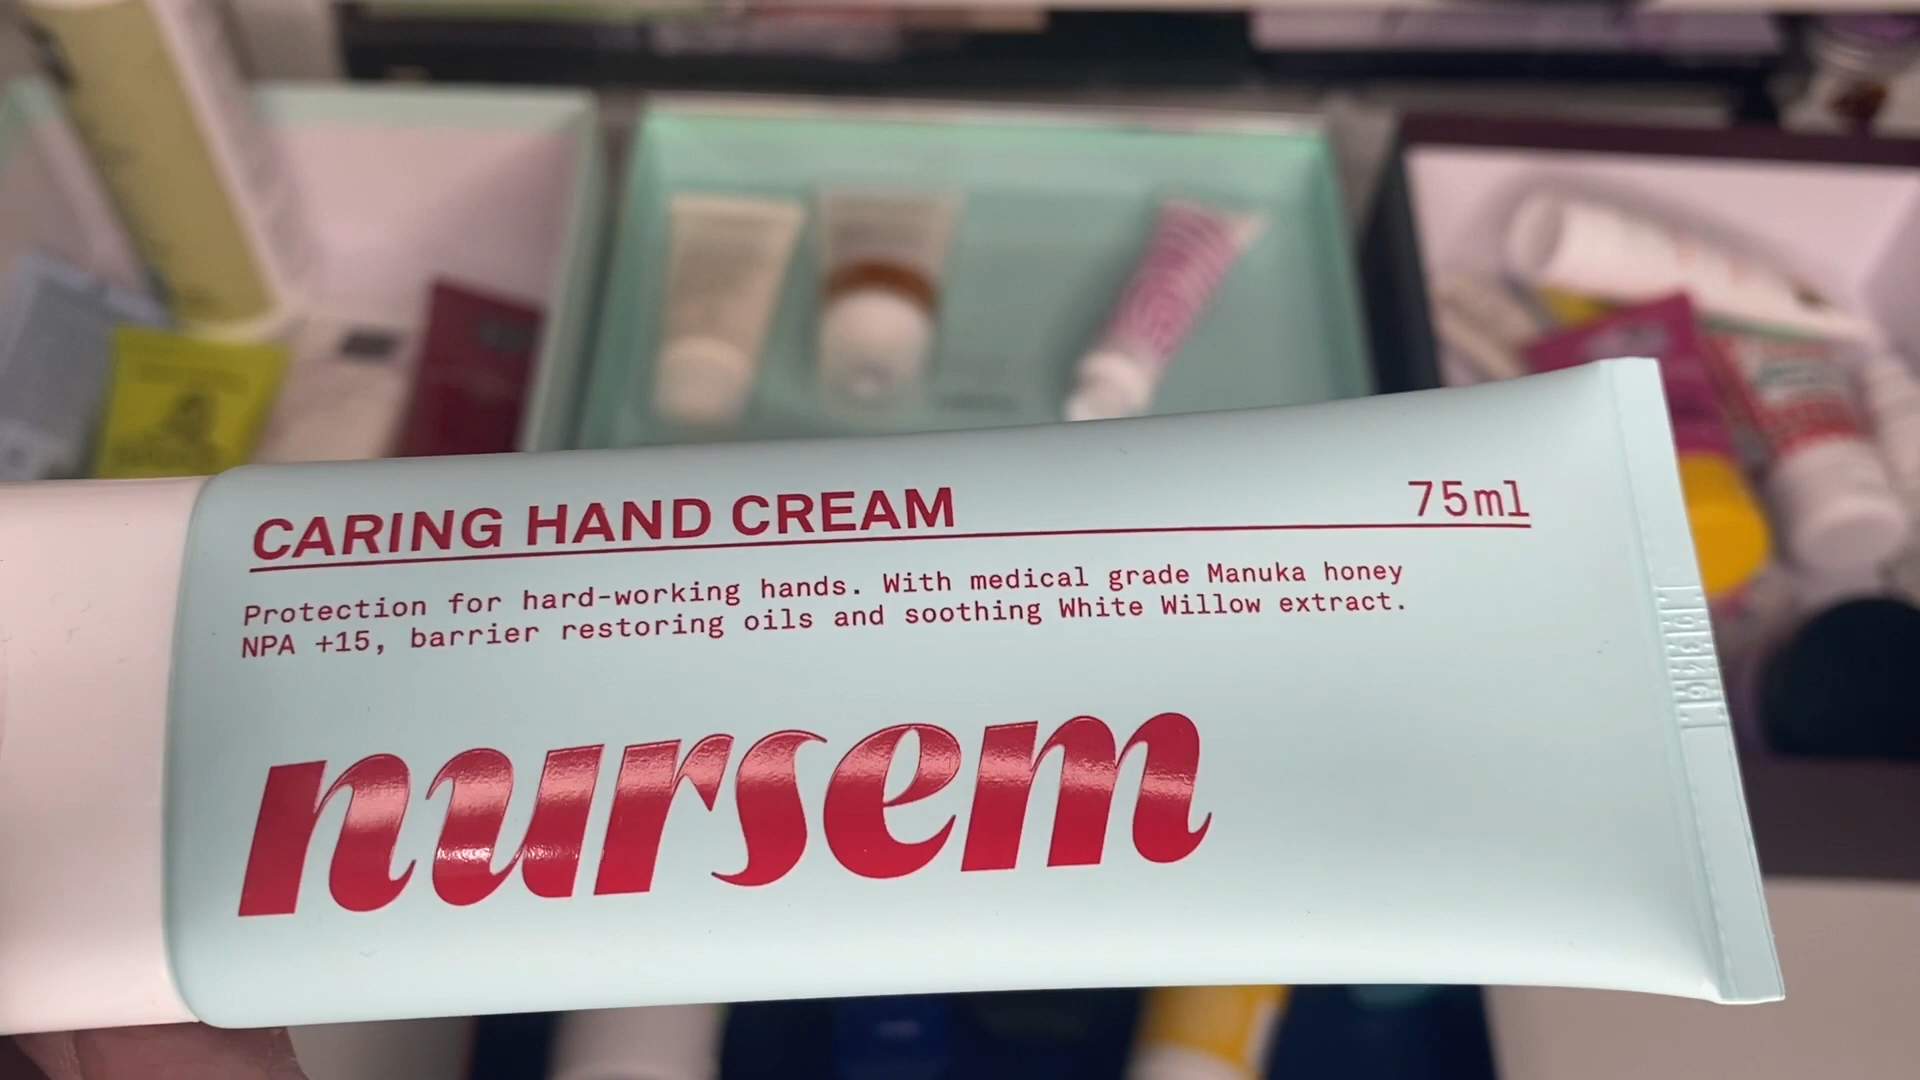 CARING HAND CREAM 75ml
Protection for hard-working hands. With medical grade Manuka honey
NPA +15, barrier restoring oils and soothing White Willow extract.
nursem